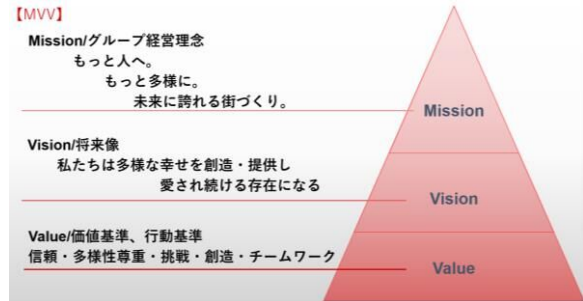 【MVV】
Mission/グループ経営理念
もっと人へ。
もっと多様に。
未来に誇れる街づくり。
Mission
Vision/将来像
私たちは多様な幸せを創造・提供し
愛され続ける存在になる
Vision
Value/価値基準、行動基準
信頼・多様性尊重・挑戦・創造・チームワーク
Value